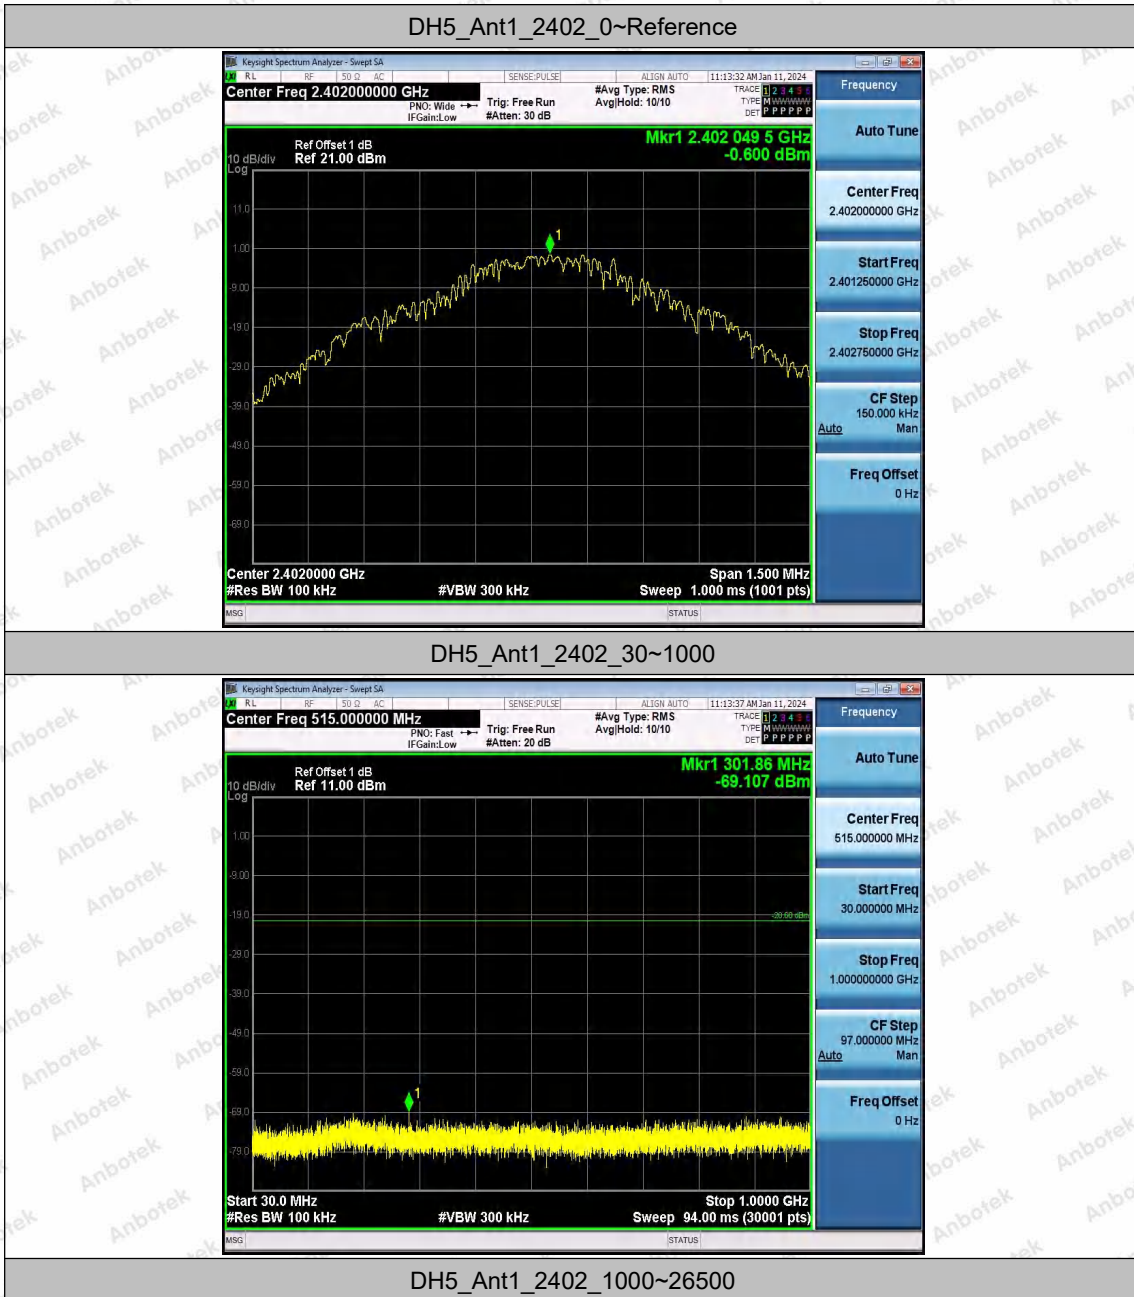 DH5_Ant1_2402_0~Reference
Keysight Spectrum Analyzer - Swept SA
RL RF 50 Ω AC SENSE:PULSE ALIGN AUTO 11:13:32 AM Jan 11, 2024
Center Freq 2.402000000 GHz
PNO: Wide
IFGain:Low
Trig: Free Run
#Atten: 30 dB
#Avg Type: RMS
Avg|Hold: 10/10
TRACE 1 2 3 4 5 6
TYPE M WWWWW
DET P P P P P P
Ref Offset 1 dB
10 dB/div Ref 21.00 dBm
Log
Mkr1 2.402 049 5 GHz
-0.600 dBm
1
11.0
1.00
-9.00
-19.0
-29.0
-39.0
-49.0
-59.0
-69.0
Center 2.4020000 GHz Span 1.500 MHz
#Res BW 100 kHz #VBW 300 kHz Sweep 1.000 ms (1001 pts)
MSG STATUS
Frequency
Auto Tune
Center Freq
2.402000000 GHz
Start Freq
2.401250000 GHz
Stop Freq
2.402750000 GHz
CF Step
150.000 kHz
Auto Man
Freq Offset
0 Hz
DH5_Ant1_2402_30~1000
Keysight Spectrum Analyzer - Swept SA
RL RF 50 Ω AC SENSE:PULSE ALIGN AUTO 11:13:37 AM Jan 11, 2024
Center Freq 515.000000 MHz
PNO: Fast
IFGain:Low
Trig: Free Run
#Atten: 20 dB
#Avg Type: RMS
Avg|Hold: 10/10
TRACE 1 2 3 4 5 6
TYPE M WWWWW
DET P P P P P P
Ref Offset 1 dB
10 dB/div Ref 11.00 dBm
Log
Mkr1 301.86 MHz
-69.107 dBm
1.00
-9.00
-19.0
-20.60 dBm
-29.0
-39.0
-49.0
-59.0
1
-69.0
-79.0
Start 30.0 MHz Stop 1.0000 GHz
#Res BW 100 kHz #VBW 300 kHz Sweep 94.00 ms (30001 pts)
MSG STATUS
Frequency
Auto Tune
Center Freq
515.000000 MHz
Start Freq
30.000000 MHz
Stop Freq
1.000000000 GHz
CF Step
97.000000 MHz
Auto Man
Freq Offset
0 Hz
DH5_Ant1_2402_1000~26500